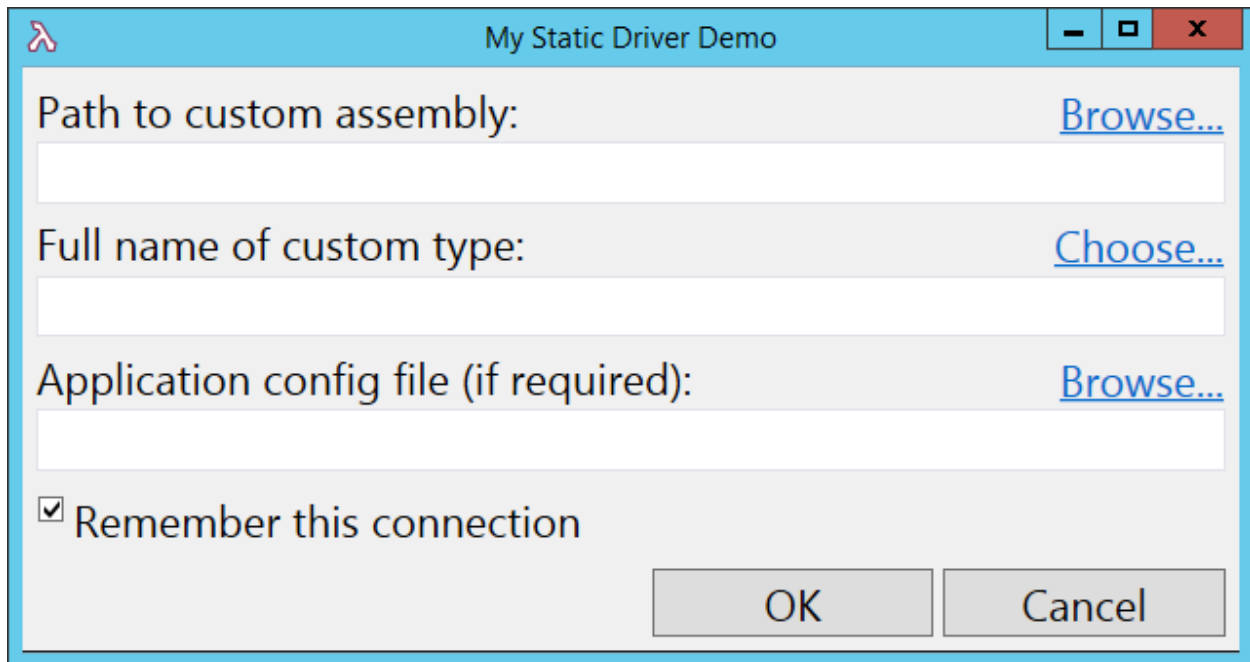 My Static Driver Demo
Path to custom assembly: Browse...
Full name of custom type: Choose...
Application config file (if required): Browse...
Remember this connection
OK Cancel